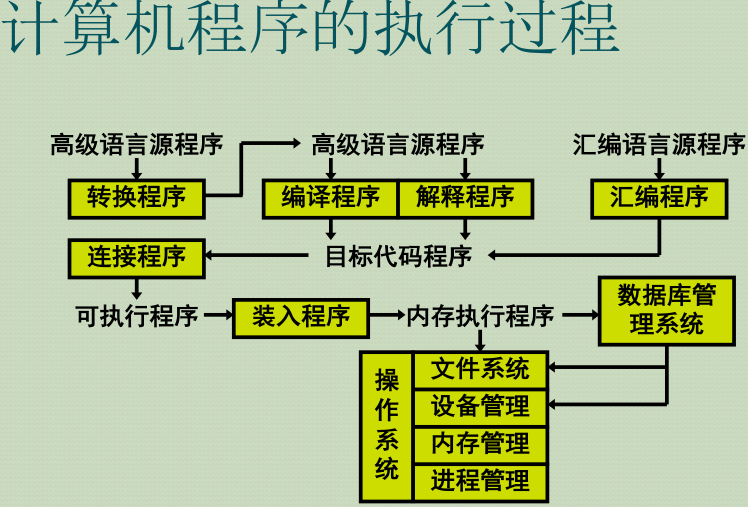 计算机程序的执行过程
高级语言源程序
高级语言源程序
汇编语言源程序
转换程序
编译程序
解释程序
汇编程序
连接程序
目标代码程序
可执行程序
装入程序
内存执行程序
数据库管
理系统
操
作
系
统
文件系统
设备管理
内存管理
进程管理